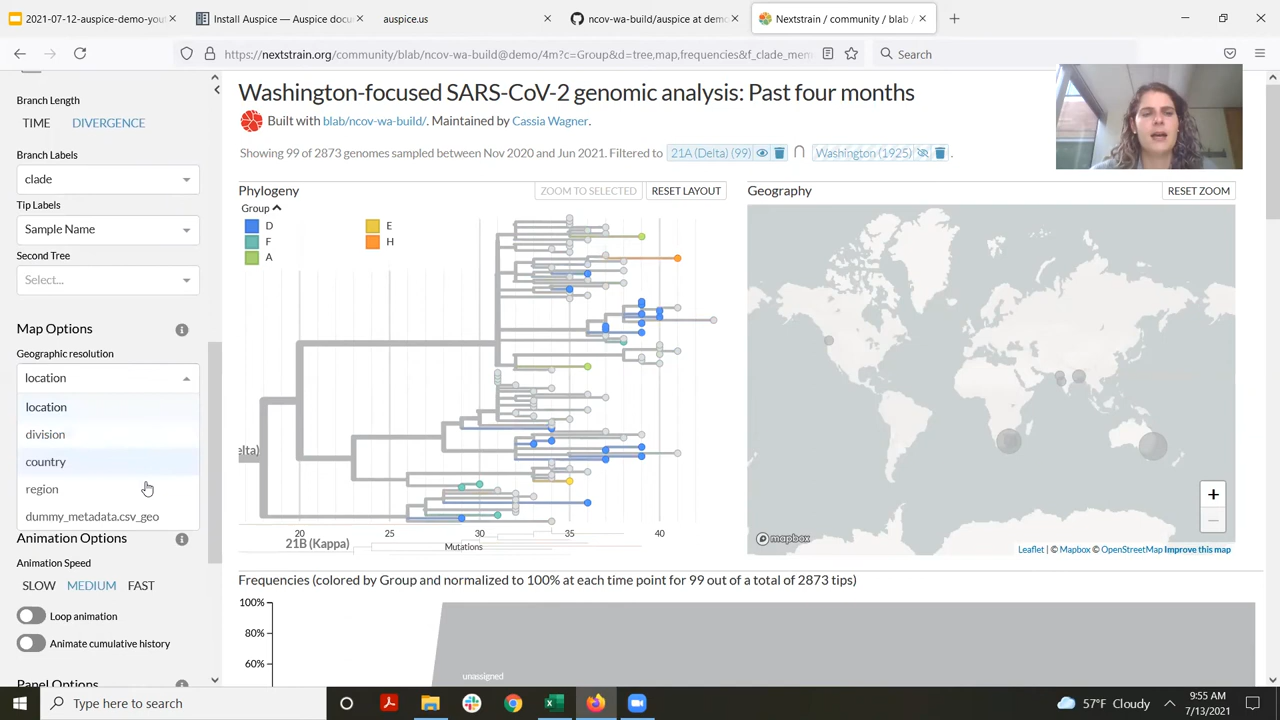 2021-07-12-auspice-demo-you
Install Auspice — Auspice docu
auspice.us
ncov-wa-build/auspice at demo
Nextstrain / community / blab /
https://nextstrain.org/community/blab/ncov-wa-build@demo/4m?c=Group&d=tree,map,frequencies&f_clade_mem
Search
Branch Length
TIME DIVERGENCE
Branch Labels
clade
Tip Labels
Sample Name
Second Tree
Select...
Map Options
Geographic resolution
location
location
division
country
region
dummy_metadata.csv_geo
Animation Options
Animation Speed
SLOW MEDIUM FAST
Loop animation
Animate cumulative history
Panel Options
Washington-focused SARS-CoV-2 genomic analysis: Past four months
Built with blab/ncov-wa-build/. Maintained by Cassia Wagner.
Showing 99 of 2873 genomes sampled between Nov 2020 and Jun 2021. Filtered to 21A (Delta) (99) ∩ Washington (1925) .
Phylogeny
ZOOM TO SELECTED
RESET LAYOUT
Group
D E
F H
A
elta)
21B (Kappa)
20 25 30 35 40
Mutations
Geography
RESET ZOOM
+
−
mapbox
Leaflet | © Mapbox © OpenStreetMap Improve this map
Frequencies (colored by Group and normalized to 100% at each time point for 99 out of a total of 2873 tips)
100%
80%
60%
unassigned
Type here to search
57°F Cloudy
9:55 AM
7/13/2021